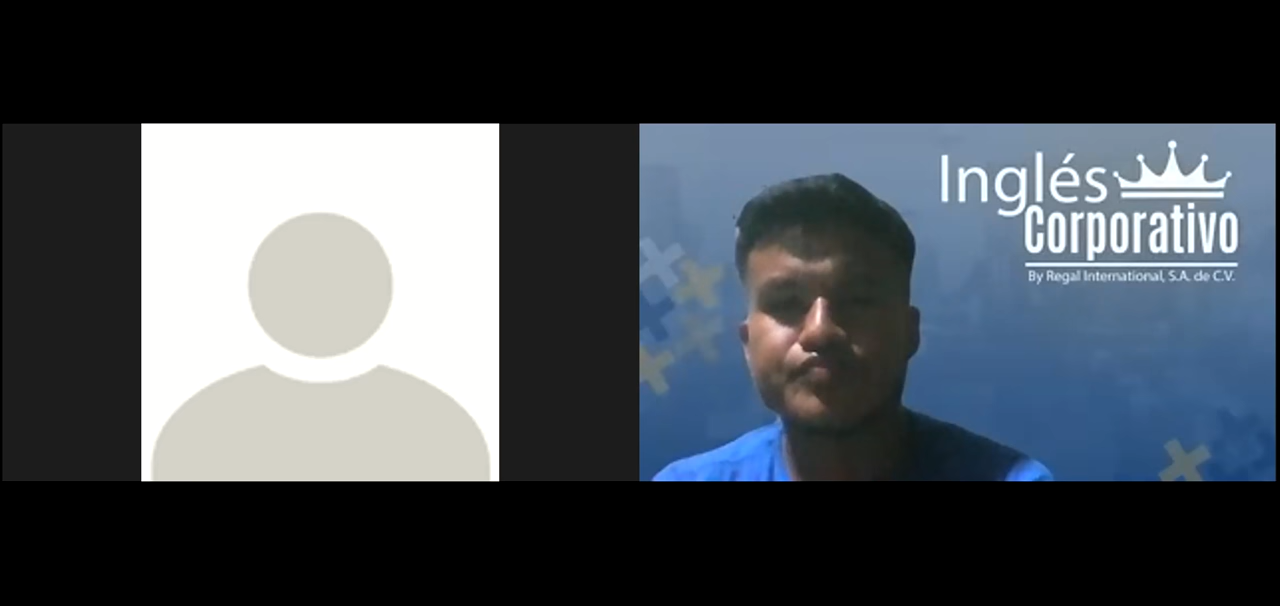 Inglés
Corporativo
By Regal International, S.A. de C.V.